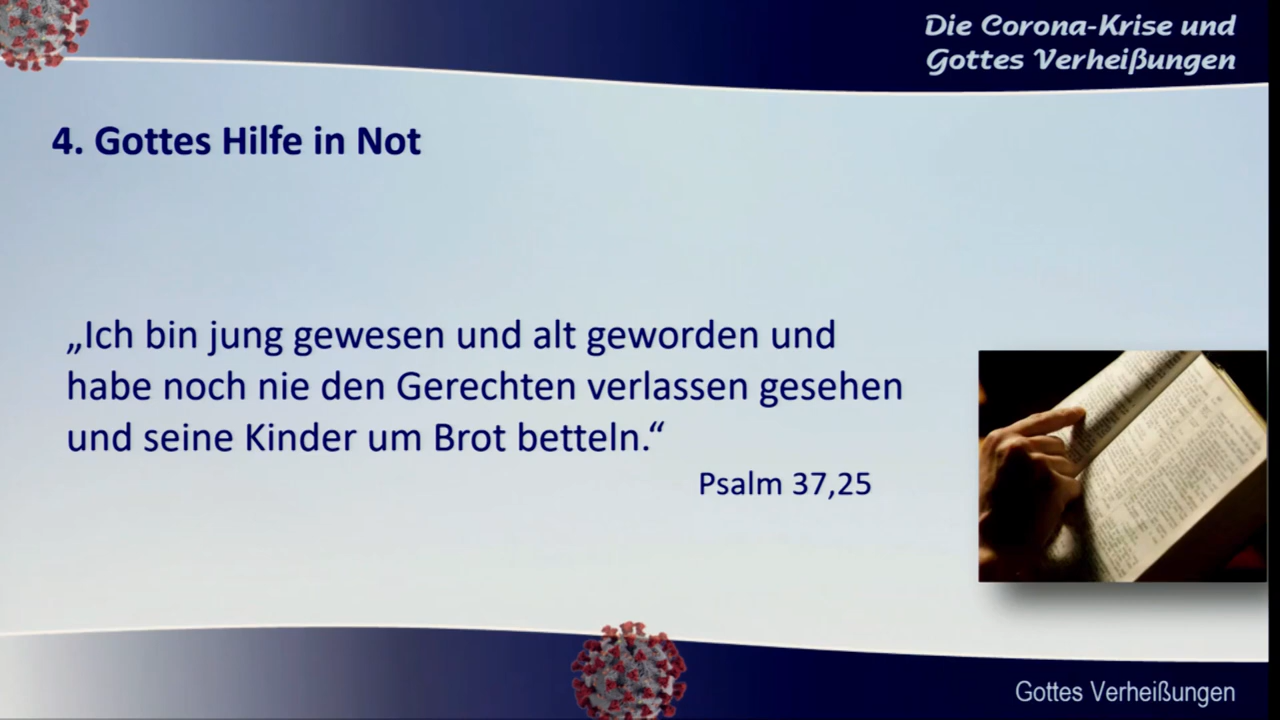 Die Corona-Krise und
Gottes Verheißungen
4. Gottes Hilfe in Not
„Ich bin jung gewesen und alt geworden und
habe noch nie den Gerechten verlassen gesehen
und seine Kinder um Brot betteln.“
Psalm 37,25
Gottes Verheißungen